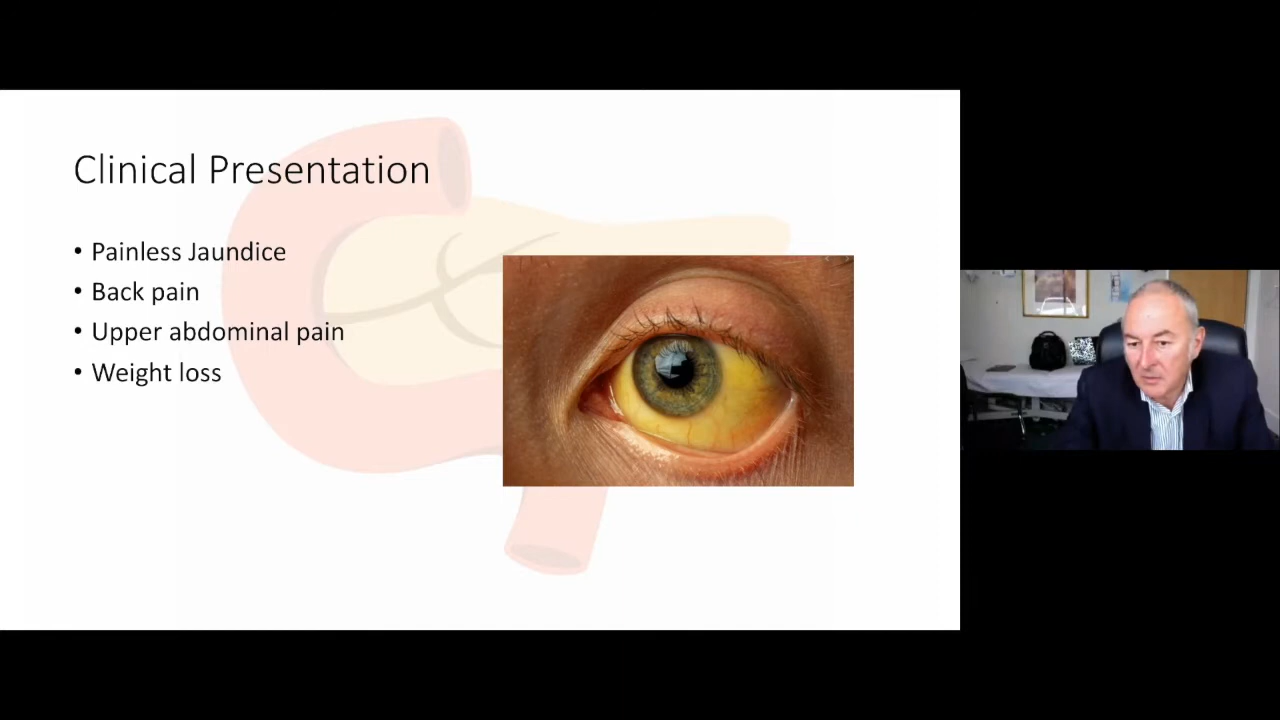 Clinical Presentation
• Painless Jaundice
• Back pain
• Upper abdominal pain
• Weight loss